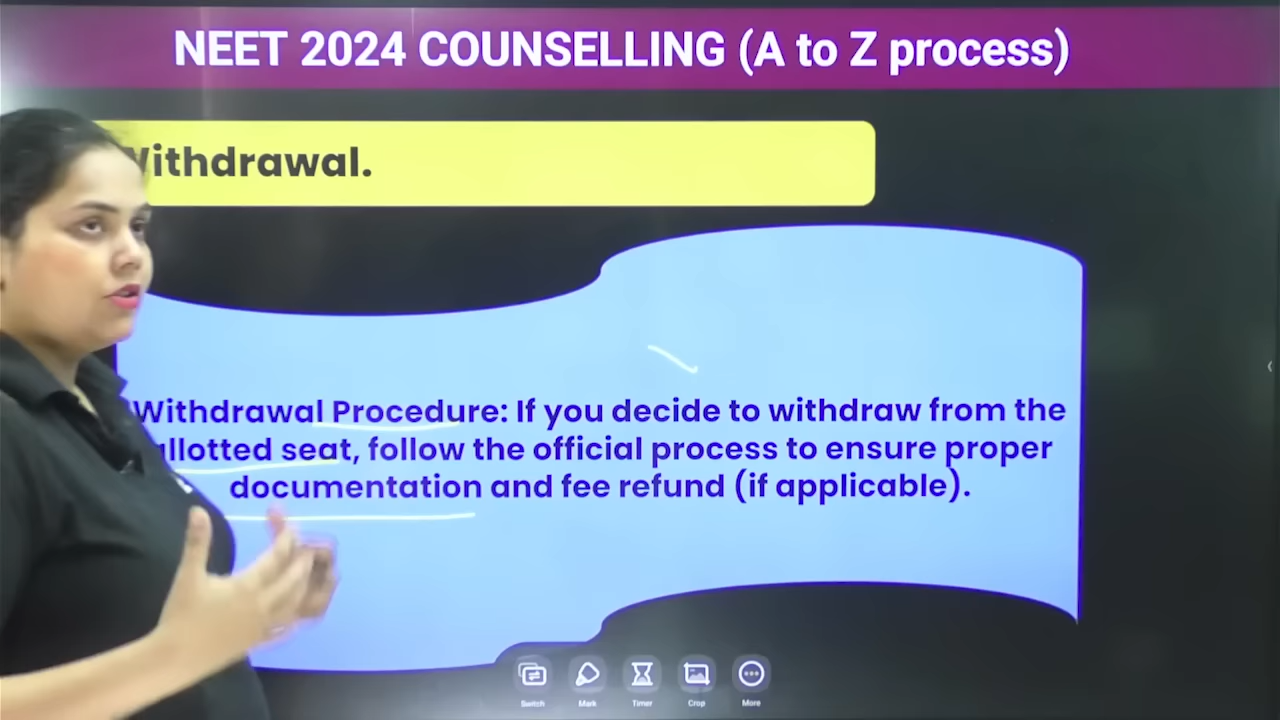 NEET 2024 COUNSELLING (A to Z process)
Withdrawal.
Withdrawal Procedure: If you decide to withdraw from the
allotted seat, follow the official process to ensure proper
documentation and fee refund (if applicable).
Switch Mark Timer Crop More